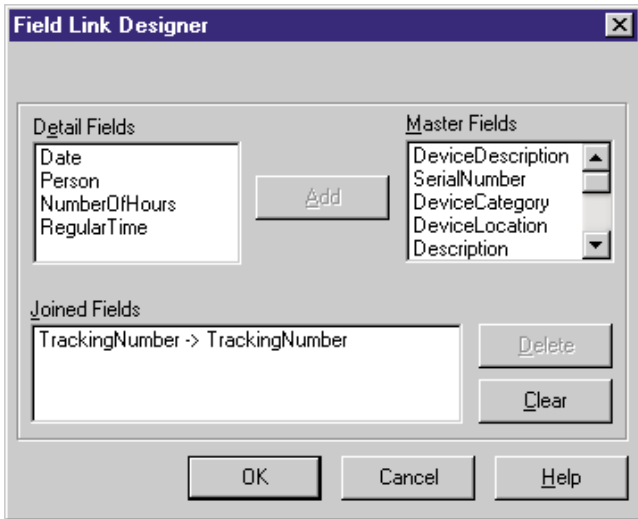 Field Link Designer
Detail Fields
Date
Person
NumberOfHours
RegularTime
Add
Master Fields
DeviceDescription
SerialNumber
DeviceCategory
DeviceLocation
Description
Joined Fields
TrackingNumber -> TrackingNumber
Delete
Clear
OK
Cancel
Help